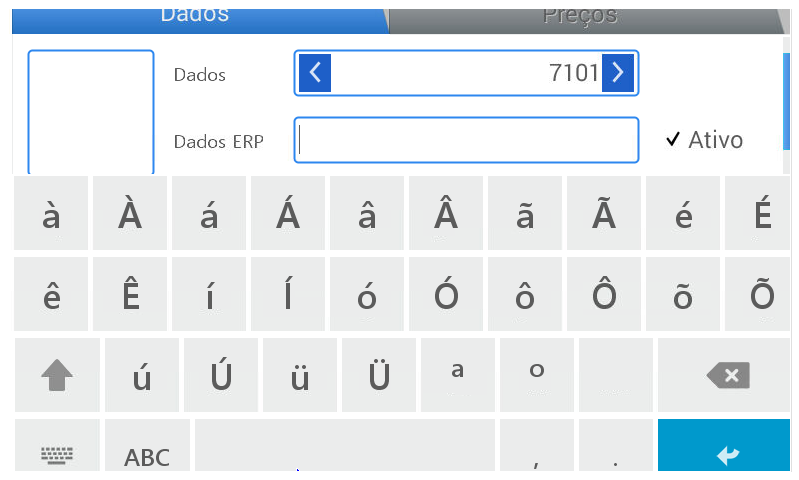 Dados Preços
Dados 7101
Dados ERP Ativo
à À á Á â Â ã Ã é É
ê Ê í Í ó Ó ô Ô õ Õ
ú Ú ü Ü ª º
ABC , .